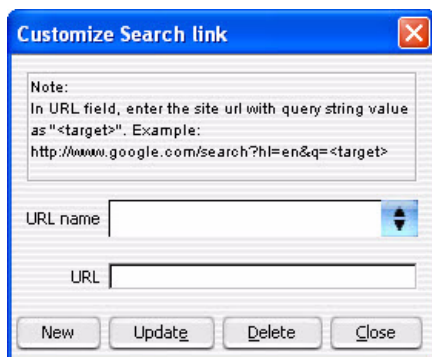 Customize Search link
Note:
In URL field, enter the site url with query string value
as "<target>". Example:
http://www.google.com/search?hl=en&q=<target>
URL name
URL
New Update Delete Close